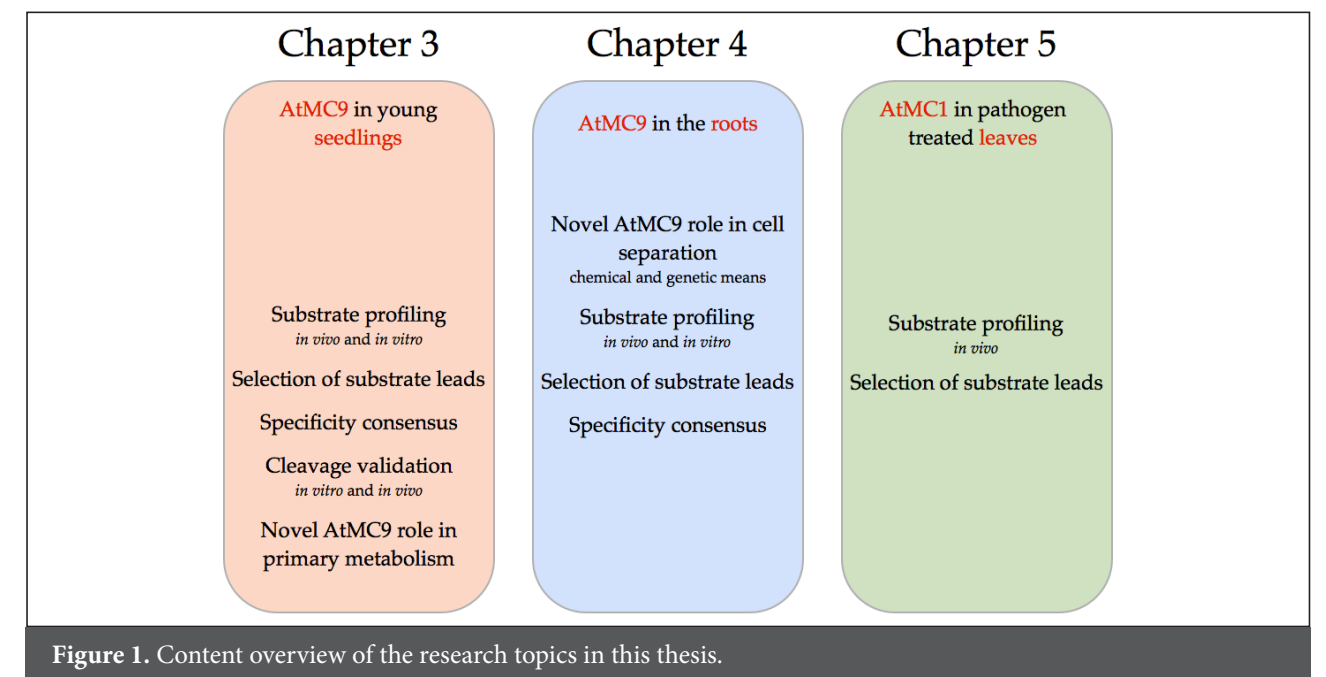 Chapter 3
AtMC9 in young
seedlings
Substrate profiling
in vivo and in vitro
Selection of substrate leads
Specificity consensus
Cleavage validation
in vitro and in vivo
Novel AtMC9 role in
primary metabolism
Chapter 4
AtMC9 in the roots
Novel AtMC9 role in cell
separation
chemical and genetic means
Substrate profiling
in vivo and in vitro
Selection of substrate leads
Specificity consensus
Chapter 5
AtMC1 in pathogen
treated leaves
Substrate profiling
in vivo
Selection of substrate leads
Figure 1. Content overview of the research topics in this thesis.